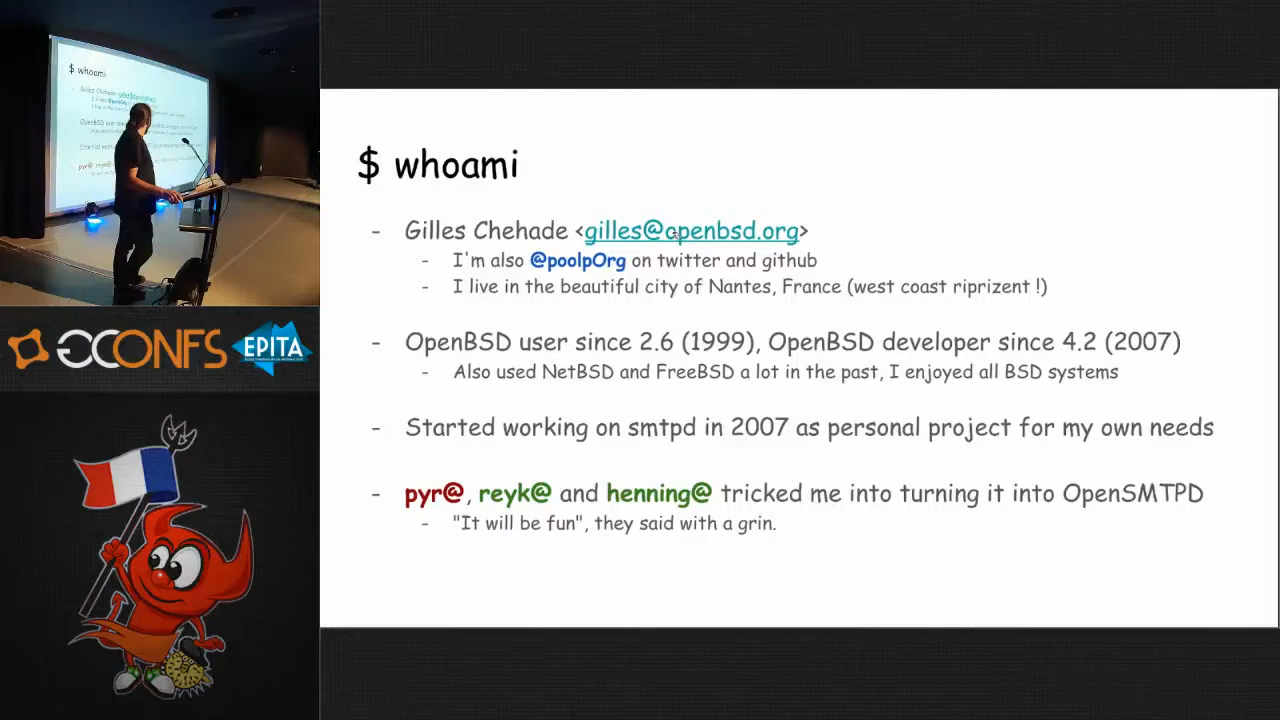 $ whoami
- Gilles Chehade <gilles@openbsd.org>
- I'm also @poolpOrg on twitter and github
- I live in the beautiful city of Nantes, France (west coast riprizent !)
- OpenBSD user since 2.6 (1999), OpenBSD developer since 4.2 (2007)
- Also used NetBSD and FreeBSD a lot in the past, I enjoyed all BSD systems
- Started working on smtpd in 2007 as personal project for my own needs
- pyr@, reyk@ and henning@ tricked me into turning it into OpenSMTPD
- "It will be fun", they said with a grin.
$ whoami
GCONFS
EPITA